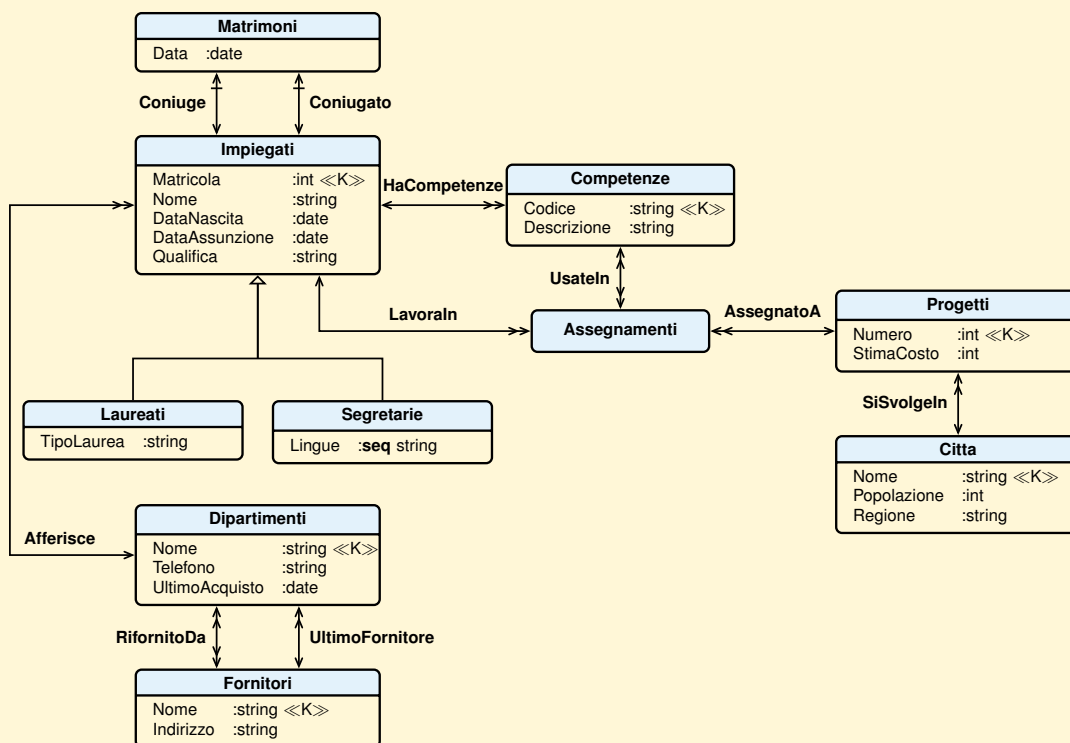 Matrimoni
Data :date
Coniuge Coniugato
Impiegati
Matricola :int ≪K≫
Nome :string
DataNascita :date
DataAssunzione :date
Qualifica :string
HaCompetenze
Competenze
Codice :string ≪K≫
Descrizione :string
UsateIn
LavoraIn
Assegnamenti
AssegnatoA
Progetti
Numero :int ≪K≫
StimaCosto :int
SiSvolgeIn
Laureati
TipoLaurea :string
Segretarie
Lingue :seq string
Citta
Nome :string ≪K≫
Popolazione :int
Regione :string
Afferisce
Dipartimenti
Nome :string ≪K≫
Telefono :string
UltimoAcquisto :date
RifornitoDa UltimoFornitore
Fornitori
Nome :string ≪K≫
Indirizzo :string